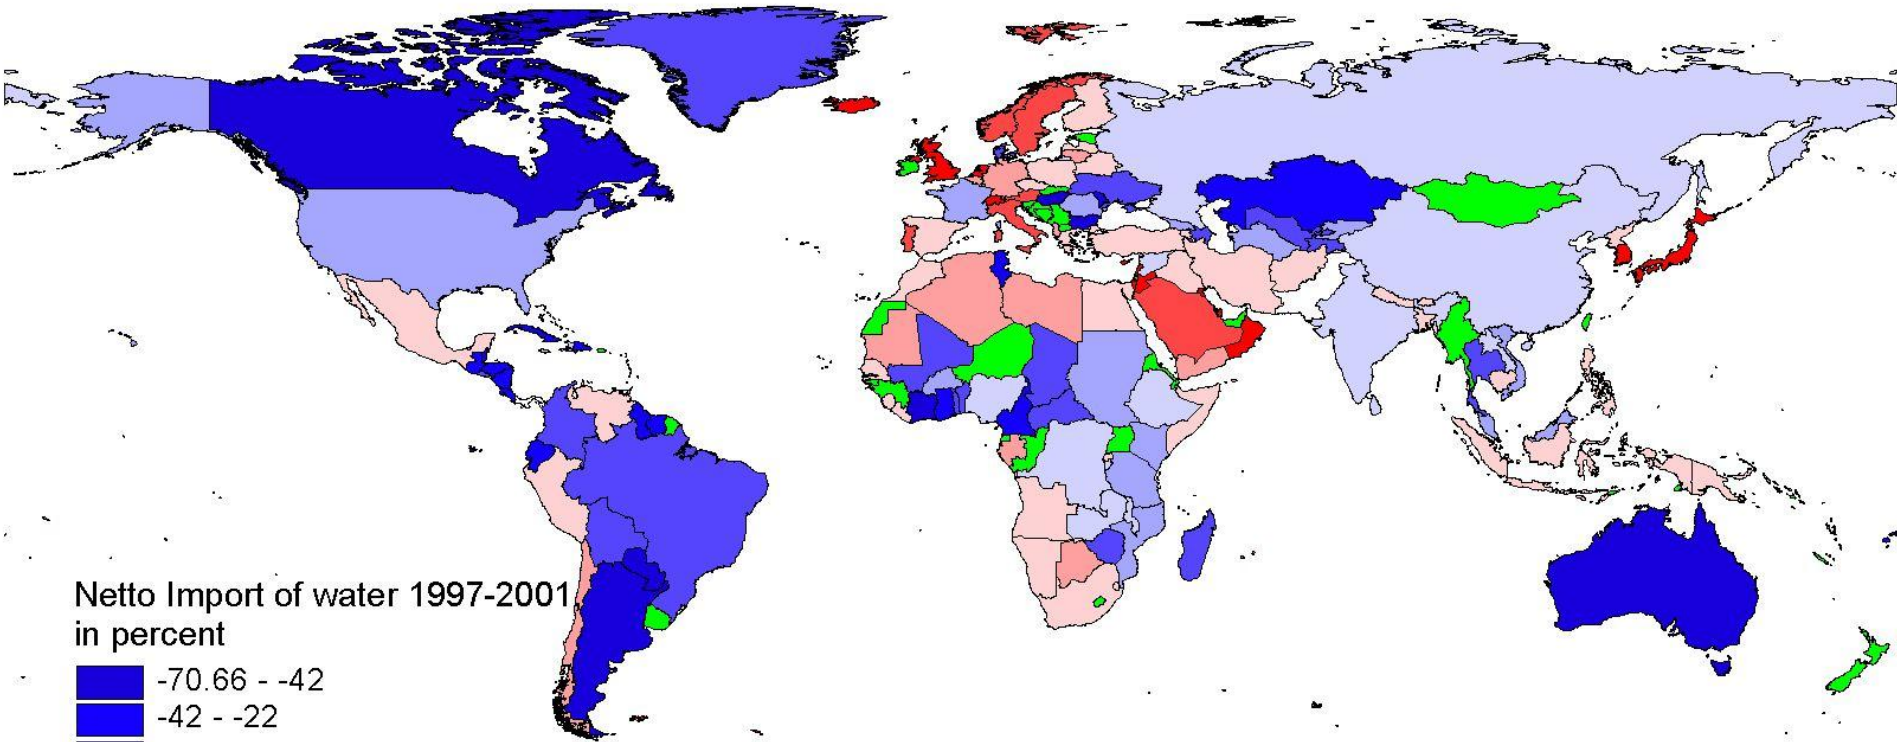 Netto Import of water 1997-2001
in percent
-70.66 - -42
-42 - -22